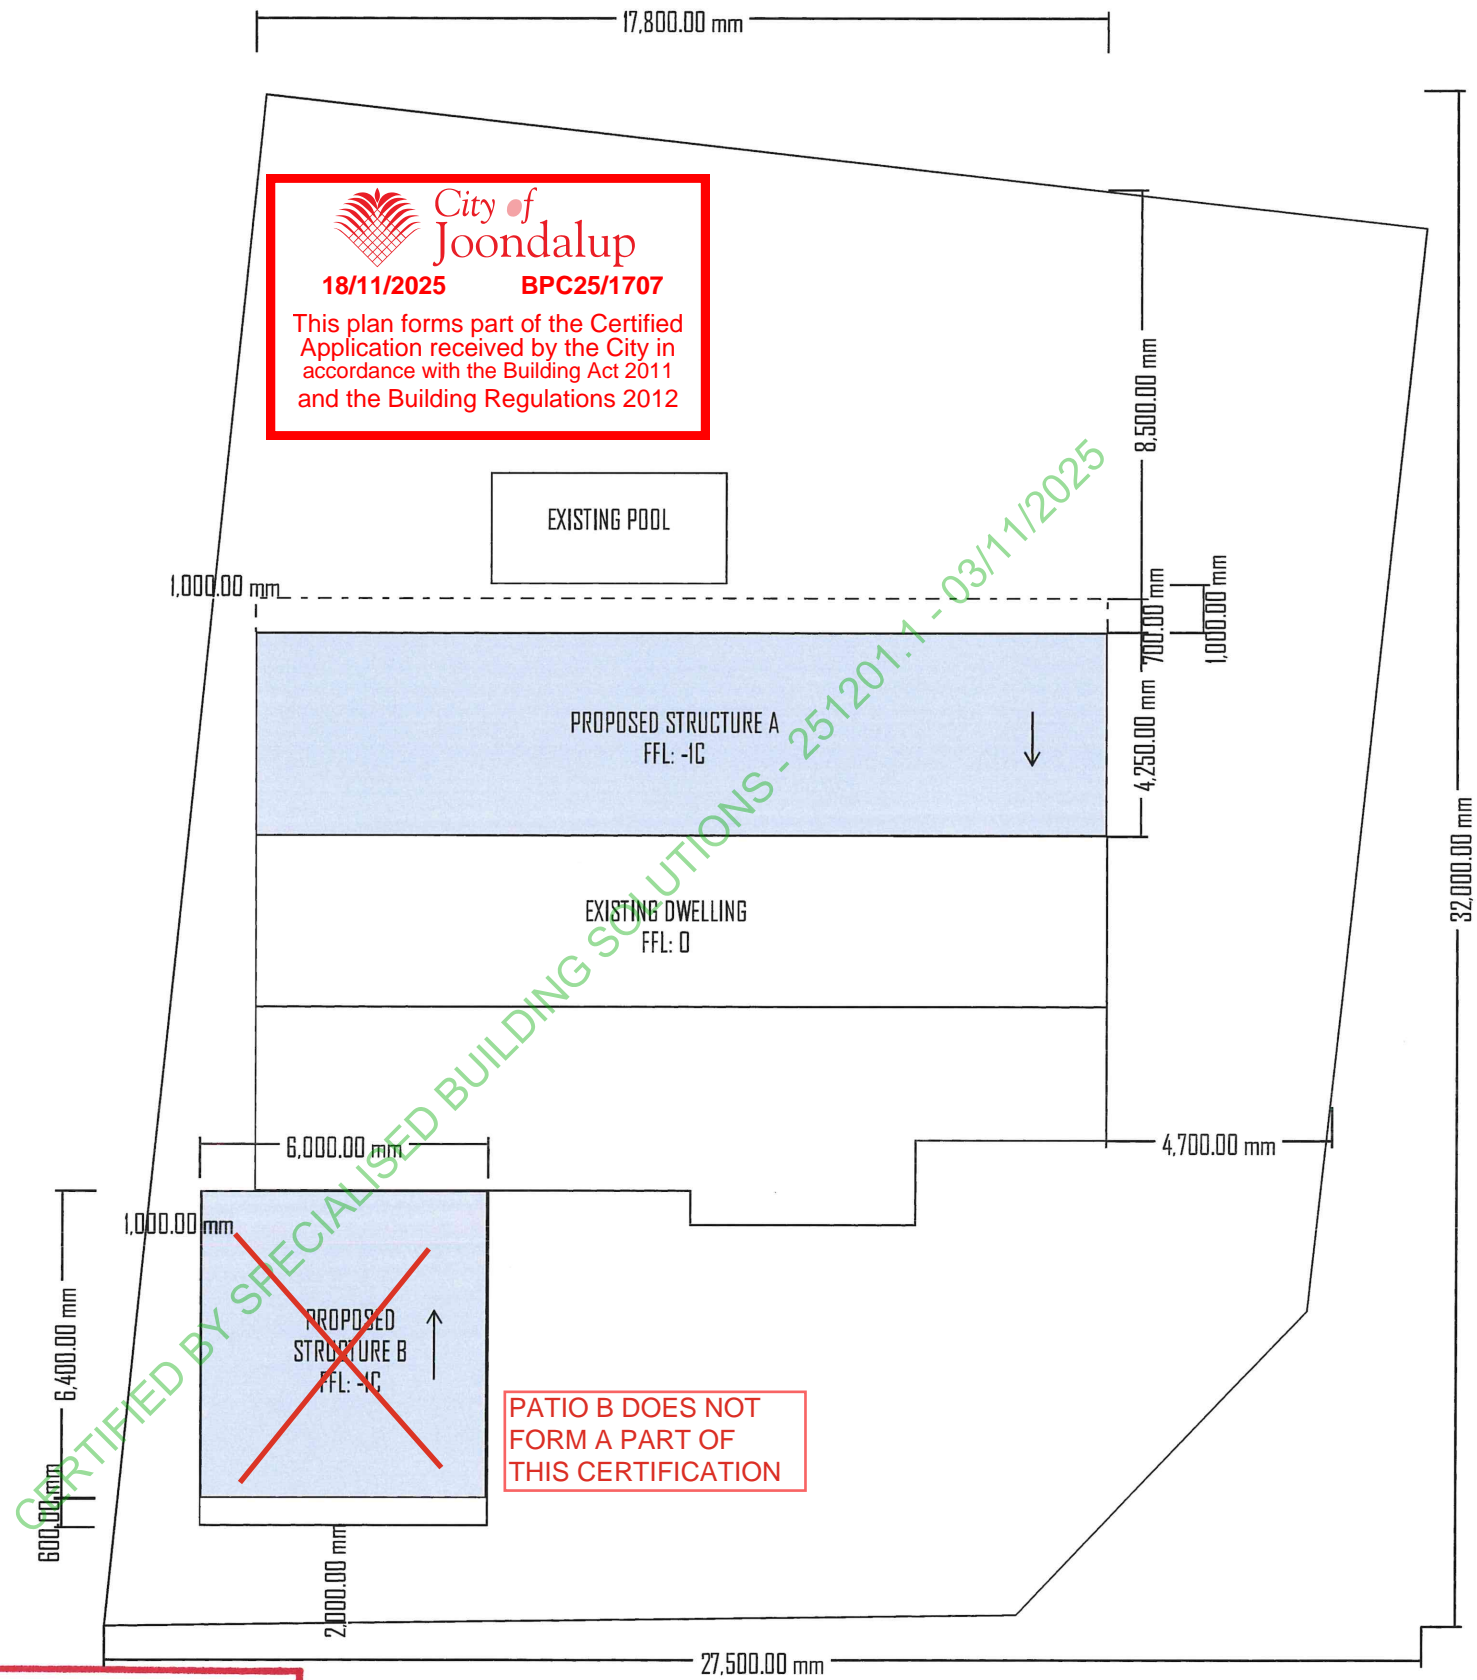 17,800.00 mm
City of
Joondalup
18/11/2025 BPC25/1707
This plan forms part of the Certified
Application received by the City in
accordance with the Building Act 2011
and the Building Regulations 2012
8,500.00 mm
EXISTING POOL
1,000.00 mm
700.00 mm
1,000.00 mm
PROPOSED STRUCTURE A
FFL: -1C
4,250.00 mm
32,000.00 mm
EXISTING DWELLING
FFL: 0
CERTIFIED BY SPECIALISED BUILDING SOLUTIONS - 251201.1 - 03/11/2025
6,000.00 mm
4,700.00 mm
1,000.00 mm
6,400.00 mm
PROPOSED
STRUCTURE B
FFL: -1C
PATIO B DOES NOT
FORM A PART OF
THIS CERTIFICATION
600.00 mm
2,000.00 mm
27,500.00 mm